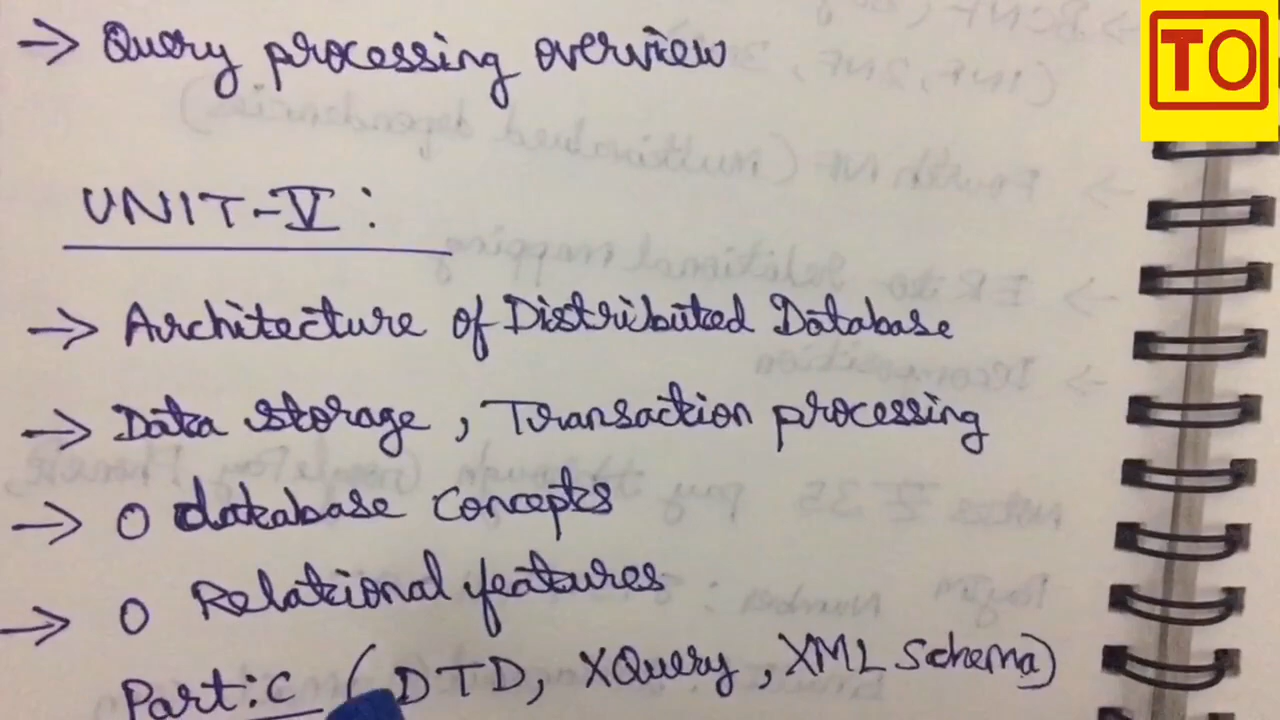 → Query processing overview
TO
UNIT-V:
→ Architecture of Distributed Database
→ Data storage, Transaction processing
→ O database concepts
→ O Relational features
Part:C (DTD, XQuery, XML Schema)